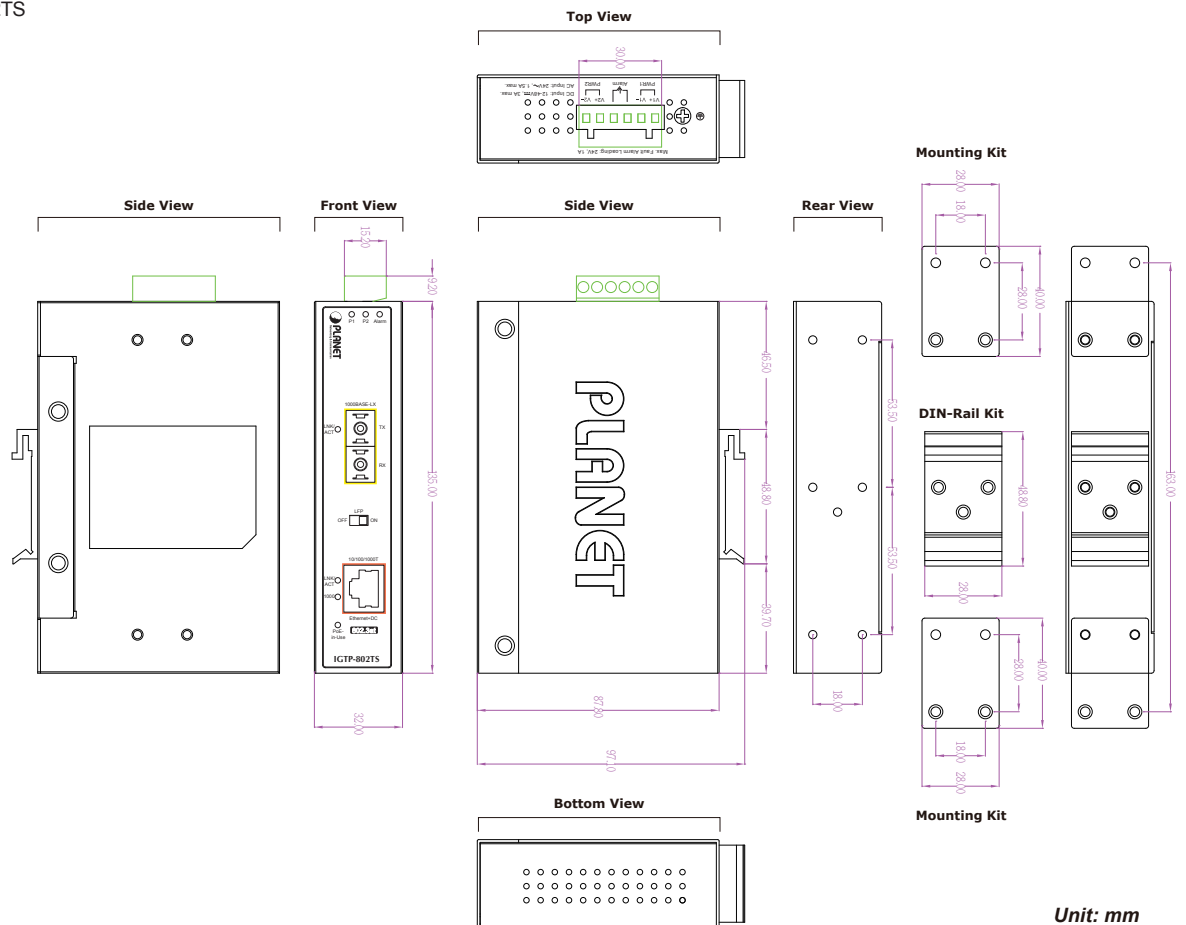 TS
Top View
30.00
AC Input: 24V~, 1.5A max.
DC Input: 12-48V⎓, 3A max.
PWR2 Alarm PWR1
V2- V2+ V1- V1+
Max. Fault Alarm Loading: 24V, 1A
Mounting Kit
28.00
18.00
28.00
40.00
Side View
Front View
Side View
Rear View
15.20
9.20
P1 P2 Alarm
PLANET
1000BASE-LX
LNK/
ACT
TX
RX
LFP
OFF ON
10/100/1000T
LNK/
ACT
1000
Ethernet+DC
PoE-
in-Use
IGTP-802TS
135.00
32.00
PLANET
46.50
48.80
39.70
87.80
97.10
53.50
53.50
18.00
DIN-Rail Kit
48.80
28.00
163.00
28.00
40.00
18.00
28.00
Mounting Kit
Bottom View
Unit: mm